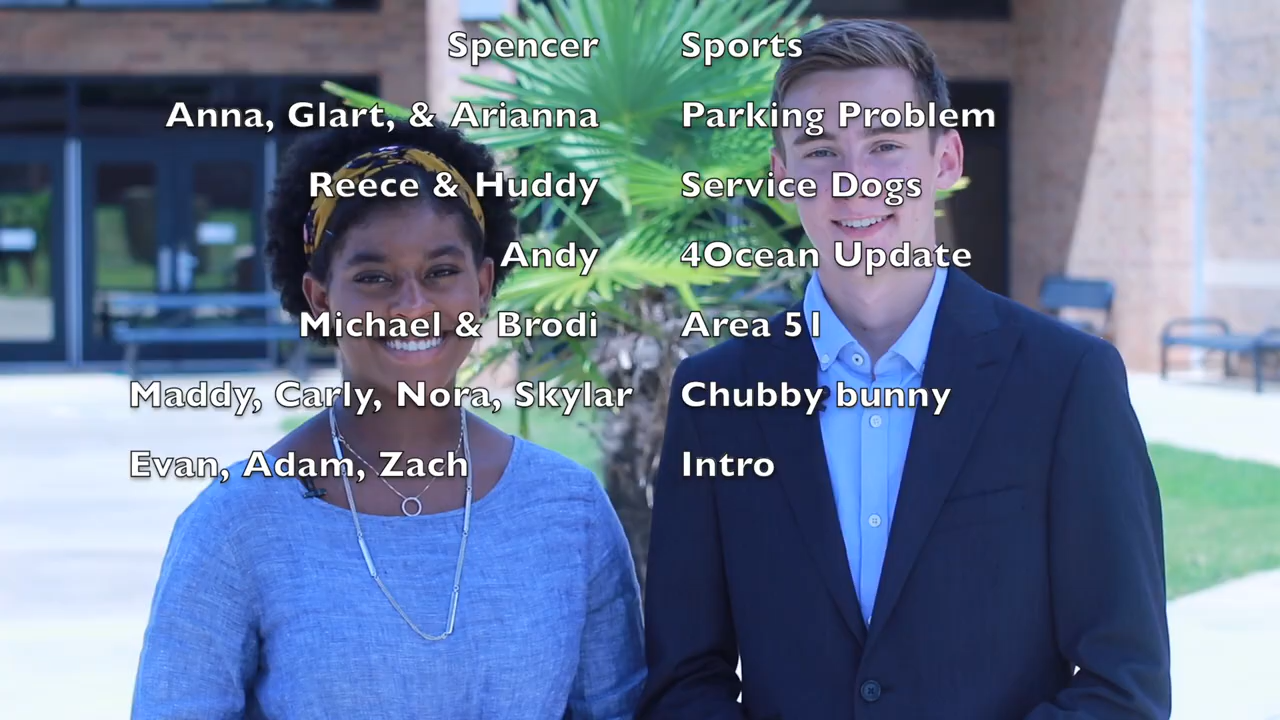 Spencer Sports
Anna, Glart, & Arianna Parking Problem
Reece & Huddy Service Dogs
Andy 4Ocean Update
Michael & Brodi Area 51
Maddy, Carly, Nora, Skylar Chubby bunny
Evan, Adam, Zach Intro